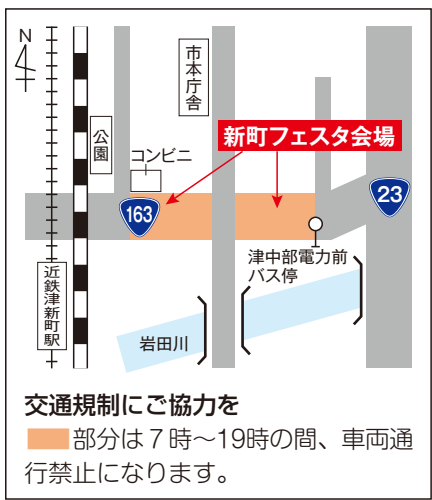 N
市本庁舎
公園
コンビニ
新町フェスタ会場
163
23
津中部電力前
バス停
近鉄津新町駅
岩田川
交通規制にご協力を
部分は7時～19時の間、車両通
行禁止になります。